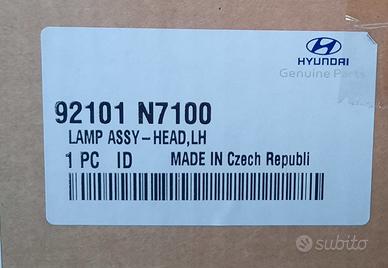 HYUNDAI
Genuine Parts
92101 N7100
LAMP ASSY-HEAD,LH
1 PC ID MADE IN Czech Republi
subito